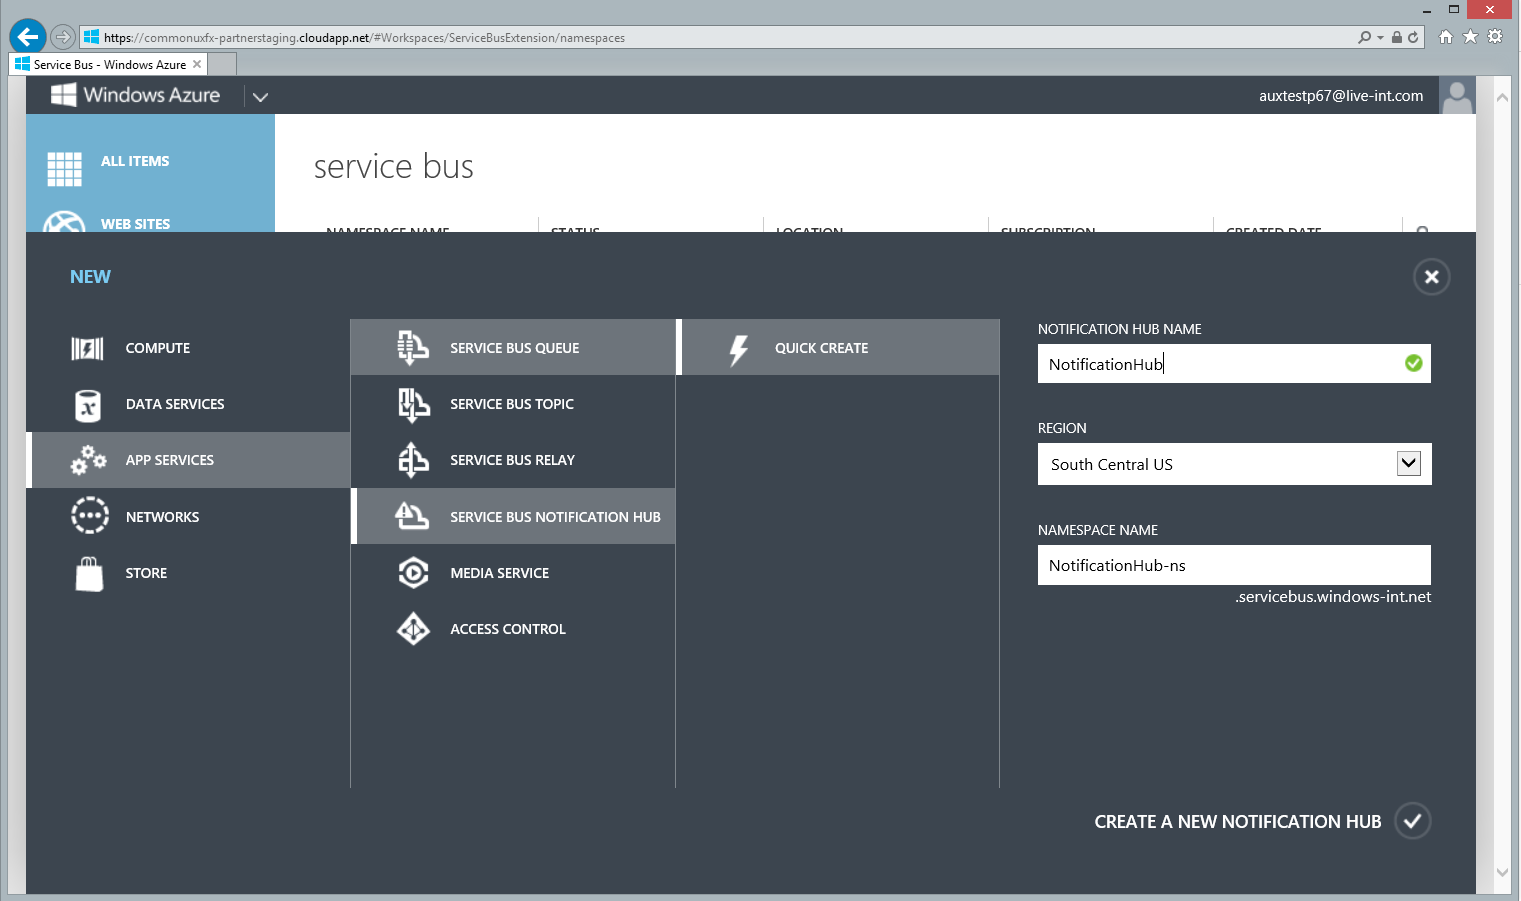 https://commonuxfx-partnerstaging.cloudapp.net/#Workspaces/ServiceBusExtension/namespaces
Service Bus - Windows Azure
Windows Azure
auxtestp67@live-int.com
ALL ITEMS
WEB SITES
service bus
NAMESPACE NAME STATUS LOCATION SUBSCRIPTION CREATED DATE
NEW
COMPUTE
DATA SERVICES
APP SERVICES
NETWORKS
STORE
SERVICE BUS QUEUE
SERVICE BUS TOPIC
SERVICE BUS RELAY
SERVICE BUS NOTIFICATION HUB
MEDIA SERVICE
ACCESS CONTROL
QUICK CREATE
NOTIFICATION HUB NAME
NotificationHub
REGION
South Central US
NAMESPACE NAME
NotificationHub-ns
.servicebus.windows-int.net
CREATE A NEW NOTIFICATION HUB